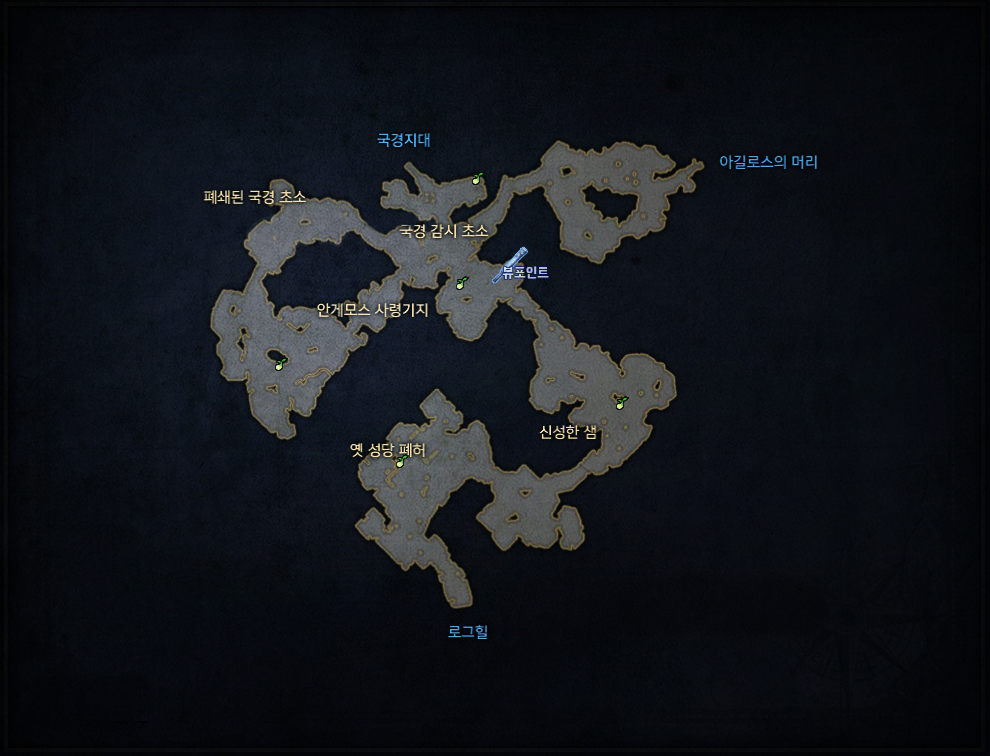 국경지대
아길로스의 머리
폐쇄된 국경 초소
국경 감시 초소
뷰포인트
안게모스 사령기지
신성한 샘
옛 성당 폐허
로그힐